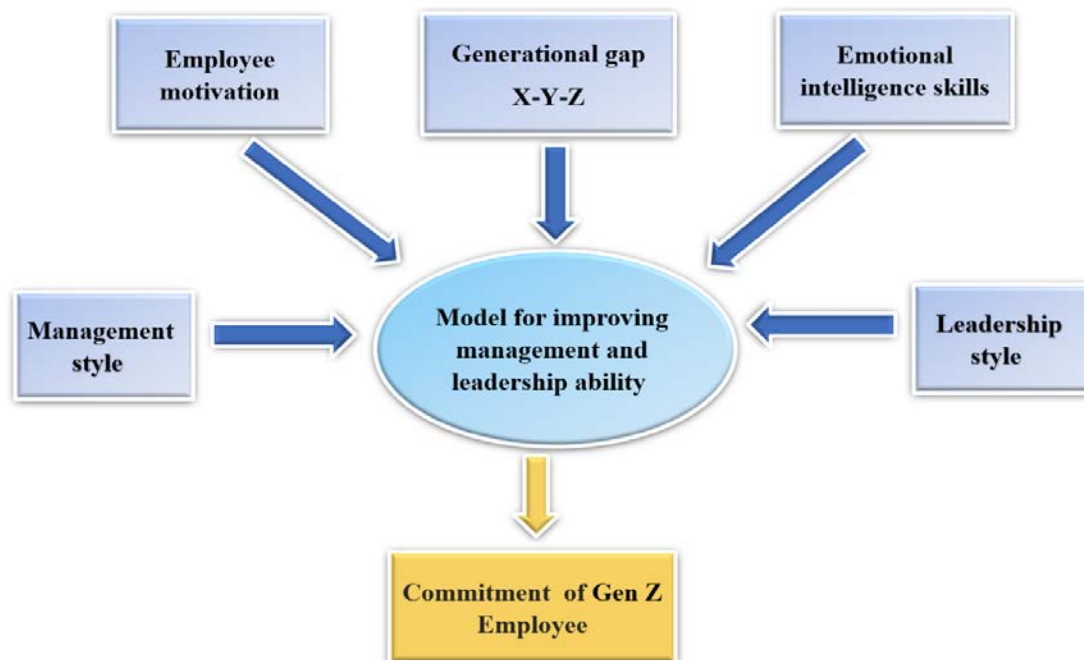 Employee
motivation
Generational gap
X-Y-Z
Emotional
intelligence skills
Management
style
Model for improving
management and
leadership ability
Leadership
style
Commitment of Gen Z
Employee